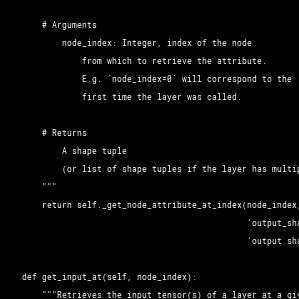 # Arguments
node_index: Integer, index of the node
from which to retrieve the attribute.
E.g. `node_index=0` will correspond to the
first time the layer was called.
# Returns
A shape tuple
(or list of shape tuples if the layer has
"""
return self._get_node_attribute_at_index(node_index,
'output_sha
'output sha
def get_input_at(self, node_index):
"""Retrieves the input tensor(s) of a layer at a